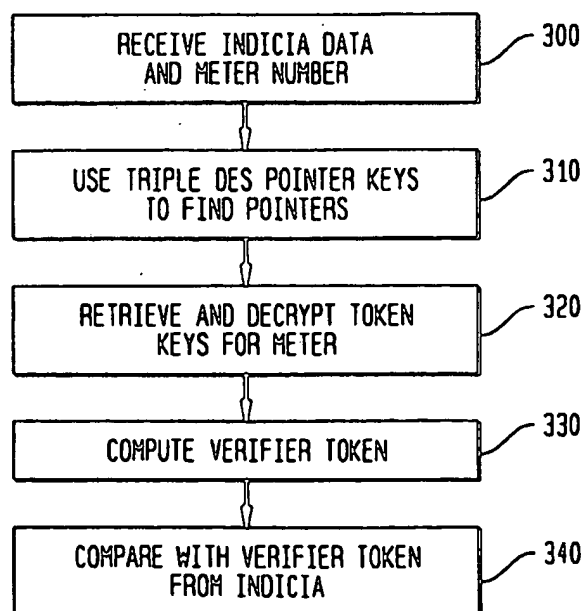 RECEIVE INDICIA DATA
AND METER NUMBER
300
USE TRIPLE DES POINTER KEYS
TO FIND POINTERS
310
RETRIEVE AND DECRYPT TOKEN
KEYS FOR METER
320
COMPUTE VERIFIER TOKEN
330
COMPARE WITH VERIFIER TOKEN
FROM INDICIA
340